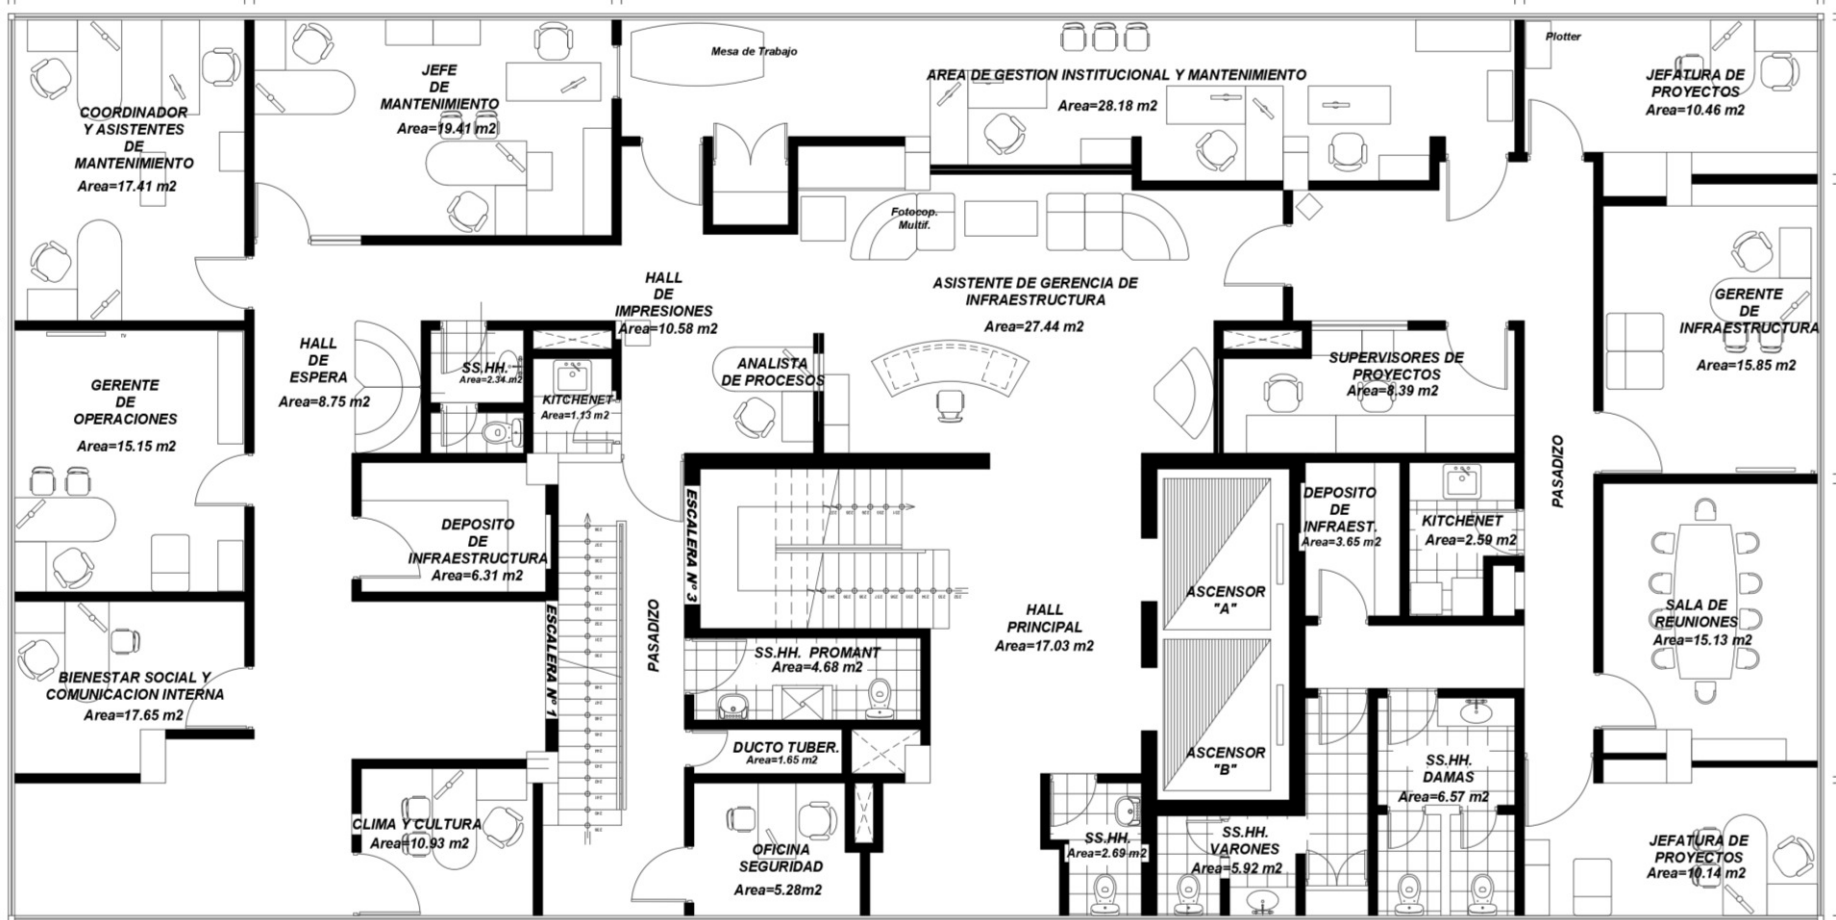 COORDINADOR
Y ASISTENTES
DE
MANTENIMIENTO
Area=17.41 m2
JEFE
DE
MANTENIMIENTO
Area=19.41 m2
Mesa de Trabajo
AREA DE GESTION INSTITUCIONAL Y MANTENIMIENTO
Area=28.18 m2
Plotter
JEFATURA DE
PROYECTOS
Area=10.46 m2
Fotocop.
Multif.
HALL
DE
IMPRESIONES
Area=10.58 m2
ASISTENTE DE GERENCIA DE
INFRAESTRUCTURA
Area=27.44 m2
GERENTE
DE
INFRAESTRUCTURA
Area=15.85 m2
HALL
DE
ESPERA
Area=8.75 m2
GERENTE
DE
OPERACIONES
Area=15.15 m2
SS.HH.
Area=2.34 m2
KITCHENET
Area=1.13 m2
ANALISTA
DE PROCESOS
SUPERVISORES DE
PROYECTOS
Area=8.39 m2
DEPOSITO
DE
INFRAESTRUCTURA
Area=6.31 m2
ESCALERA Nº 3
PASADIZO
DEPOSITO
DE
INFRAEST.
Area=3.65 m2
KITCHENET
Area=2.59 m2
ASCENSOR
"A"
HALL
PRINCIPAL
Area=17.03 m2
SALA DE
REUNIONES
Area=15.13 m2
ESCALERA Nº 1
PASADIZO
SS.HH. PROMANT
Area=4.68 m2
BIENESTAR SOCIAL Y
COMUNICACION INTERNA
Area=17.65 m2
DUCTO TUBER.
Area=1.65 m2
ASCENSOR
"B"
SS.HH.
DAMAS
Area=6.57 m2
CLIMA Y CULTURA
Area=10.93 m2
OFICINA
SEGURIDAD
Area=5.28m2
SS.HH.
Area=2.69 m2
SS.HH.
VARONES
Area=5.92 m2
JEFATURA DE
PROYECTOS
Area=10.14 m2